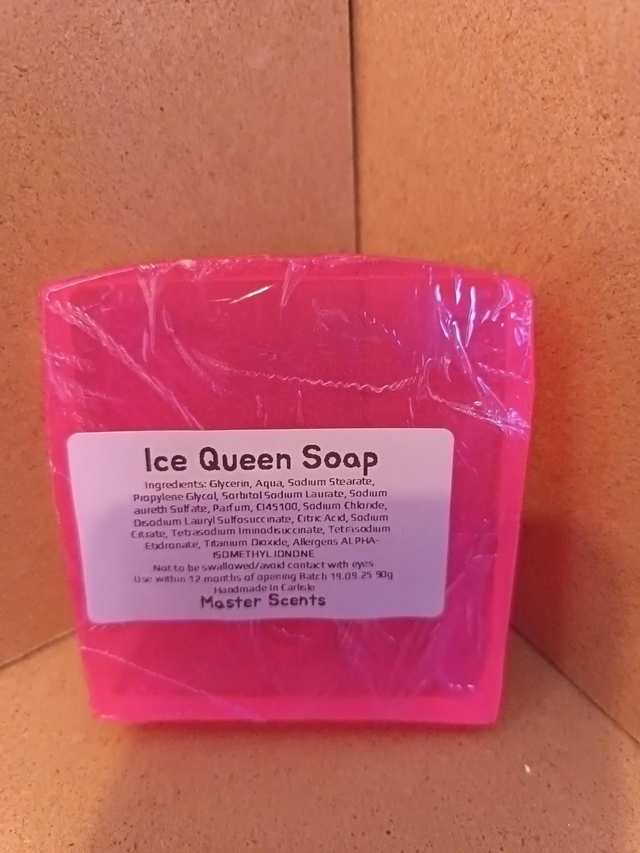 Ice Queen Soap
Ingredients: Glycerin, Aqua, Sodium Stearate,
Propylene Glycol, Sorbitol Sodium Laurate, Sodium
aureth Sulfate, Parfum, CI45100, Sodium Chloride,
Disodium Lauryl Sulfosuccinate, Citric Acid, Sodium
Citrate, Tetrasodium Iminodisuccinate, Tetrasodium
Etidronate, Titanium Dioxide, Allergens ALPHA-
ISOMETHYL IONONE
Not to be swallowed/avoid contact with eyes
Use within 12 months of opening Batch 19.09.25 90g
Handmade in Carlisle
Master Scents